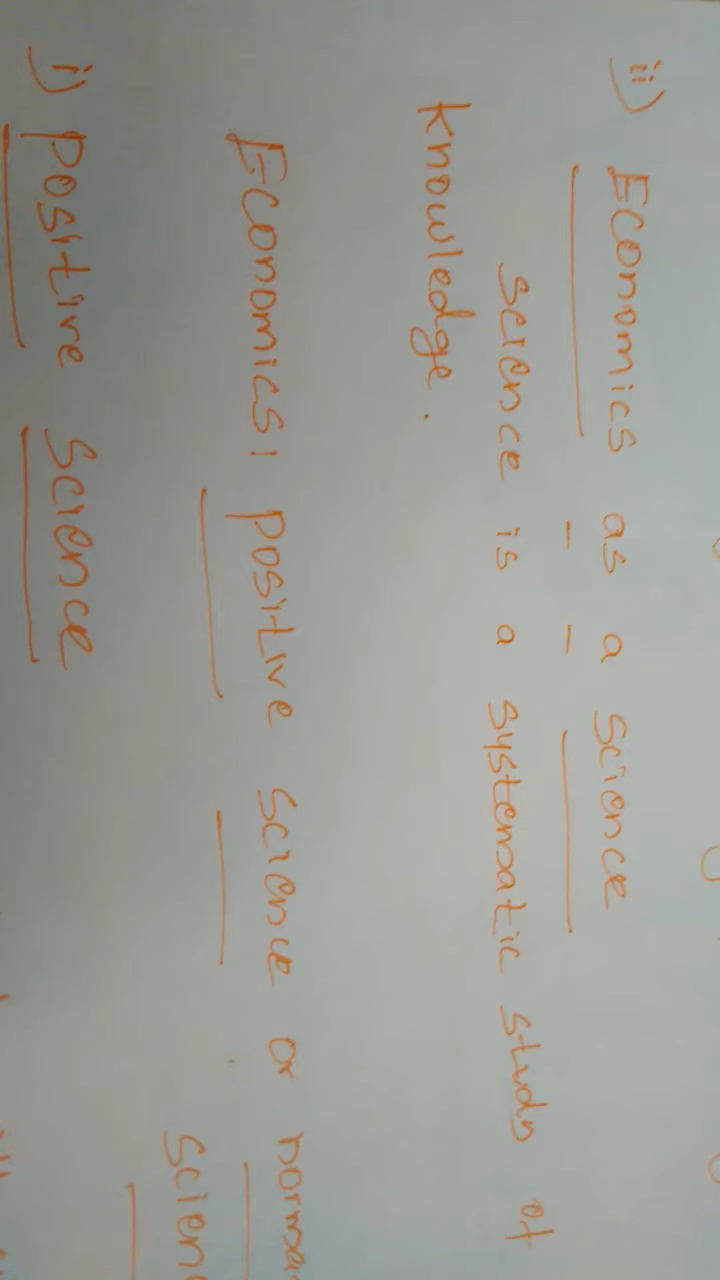 ii) Economics as a science
science is a systematic study of
knowledge.
Economics, positive science or
i) positive science